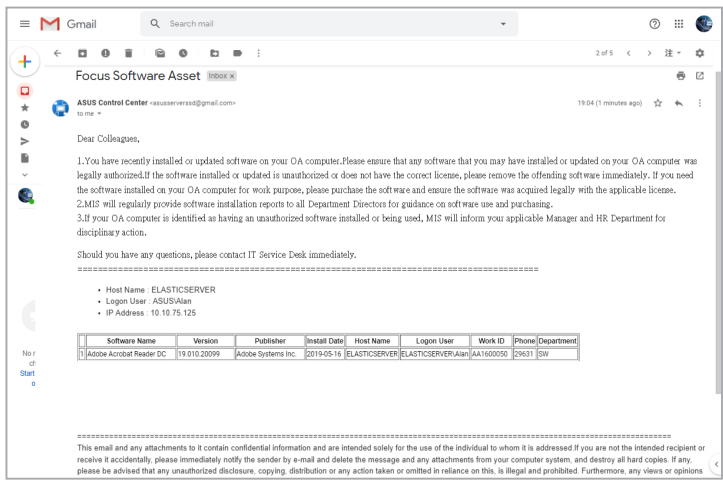 Gmail
Search mail
2 of 5
注
Focus Software Asset Inbox x
ASUS Control Center <asusserverssd@gmail.com>
19:04 (1 minutes ago)
to me
Dear Colleagues,
1.You have recently installed or updated software on your OA computer.Please ensure that any software that you may have installed or updated on your OA computer was
legally authorized.If the software installed or updated is unauthorized or does not have the correct license, please remove the offending software immediately. If you need
the software installed on your OA computer for work purpose, please purchase the software and ensure the software was acquired legally with the applicable license.
2.MIS will regularly provide software installation reports to all Department Directors for guidance on software use and purchasing.
3.If your OA computer is identified as having an unauthorized software installed or being used, MIS will inform your applicable Manager and HR Department for
disciplinary action.
Should you have any questions, please contact IT Service Desk immediately.
============================================================================================
• Host Name : ELASTICSERVER
• Logon User : ASUS\Alan
• IP Address : 10.10.75.125
Software Name Version Publisher Install Date Host Name Logon User Work ID Phone Department
1 Adobe Acrobat Reader DC 19.010.20099 Adobe Systems Inc. 2019-05-16 ELASTICSERVER ELASTICSERVER\Alan AA1600050 29631 SW
No r
ch
Start
o
========================================================================================================================
This email and any attachments to it contain confidential information and are intended solely for the use of the individual to whom it is addressed.If you are not the intended recipient or
receive it accidentally, please immediately notify the sender by e-mail and delete the message and any attachments from your computer system, and destroy all hard copies. If any,
please be advised that any unauthorized disclosure, copying, distribution or any action taken or omitted in reliance on this, is illegal and prohibited. Furthermore, any views or opinions